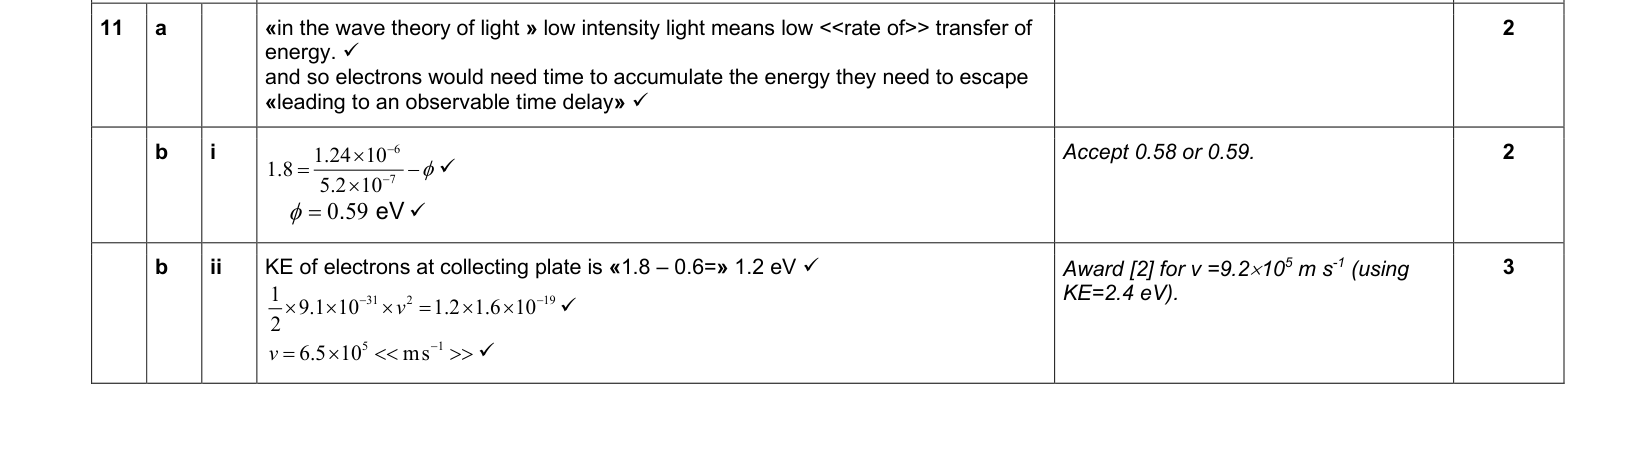 11 a «in the wave theory of light » low intensity light means low <<rate of>> transfer of 2
energy. ✓
and so electrons would need time to accumulate the energy they need to escape
«leading to an observable time delay» ✓
b i 1.8 = 1.24×10⁻⁶ / 5.2×10⁻⁷ − ϕ ✓ Accept 0.58 or 0.59. 2
ϕ = 0.59 eV ✓
b ii KE of electrons at collecting plate is «1.8 – 0.6=» 1.2 eV ✓ Award [2] for v =9.2×10⁵ m s⁻¹ (using 3
KE=2.4 eV).
1/2 ×9.1×10⁻³¹ × v² = 1.2×1.6×10⁻¹⁹ ✓
v = 6.5×10⁵ << m s⁻¹ >> ✓